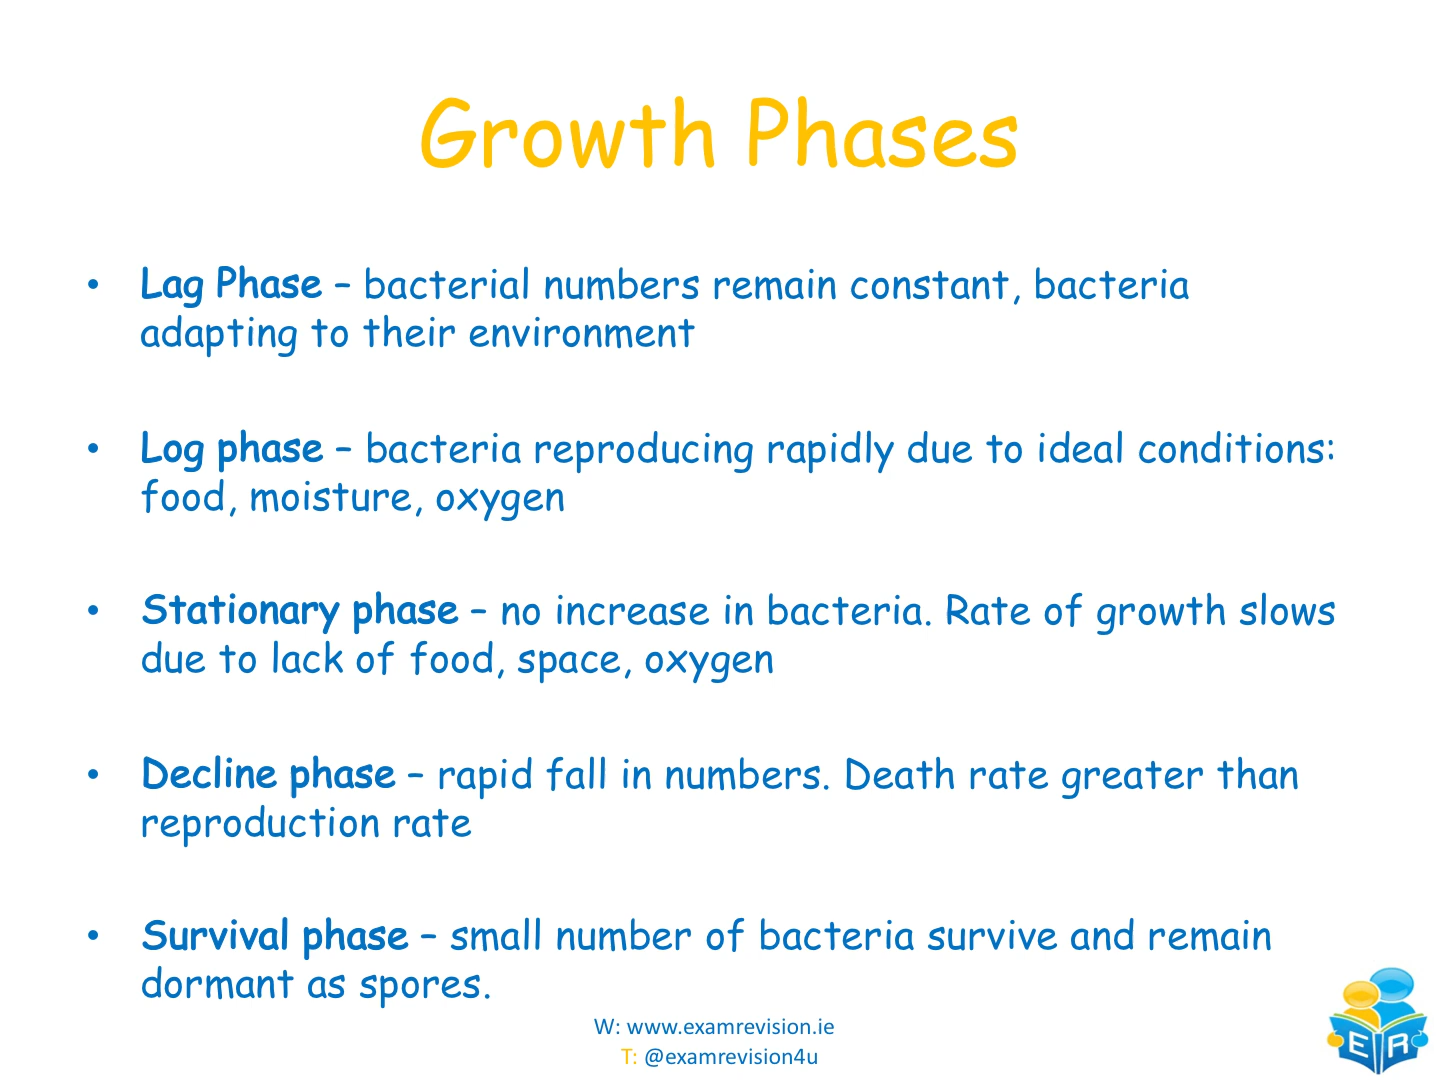 Growth Phases
• Lag Phase – bacterial numbers remain constant, bacteria
adapting to their environment
• Log phase – bacteria reproducing rapidly due to ideal conditions:
food, moisture, oxygen
• Stationary phase – no increase in bacteria. Rate of growth slows
due to lack of food, space, oxygen
• Decline phase – rapid fall in numbers. Death rate greater than
reproduction rate
• Survival phase – small number of bacteria survive and remain
dormant as spores.
W: www.examrevision.ie
T: @examrevision4u
E R